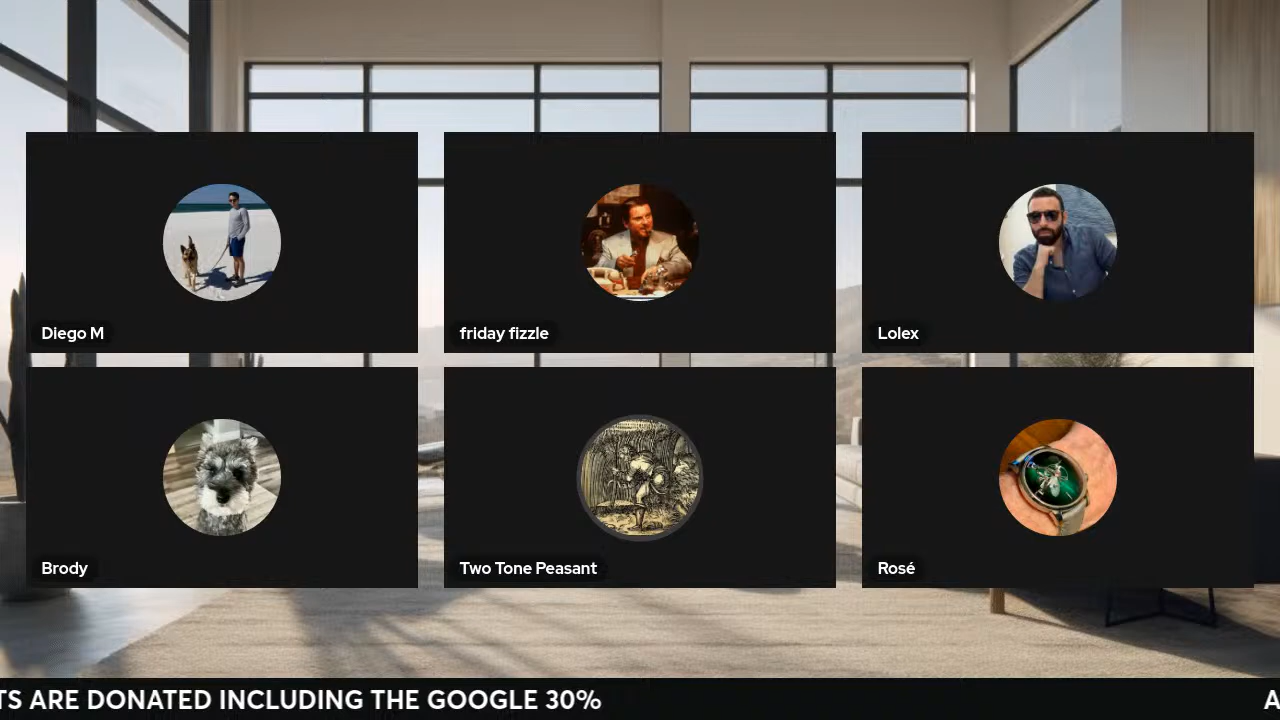 Diego M
friday fizzle
Lolex
Brody
Two Tone Peasant
Rosé
TS ARE DONATED INCLUDING THE GOOGLE 30%
A